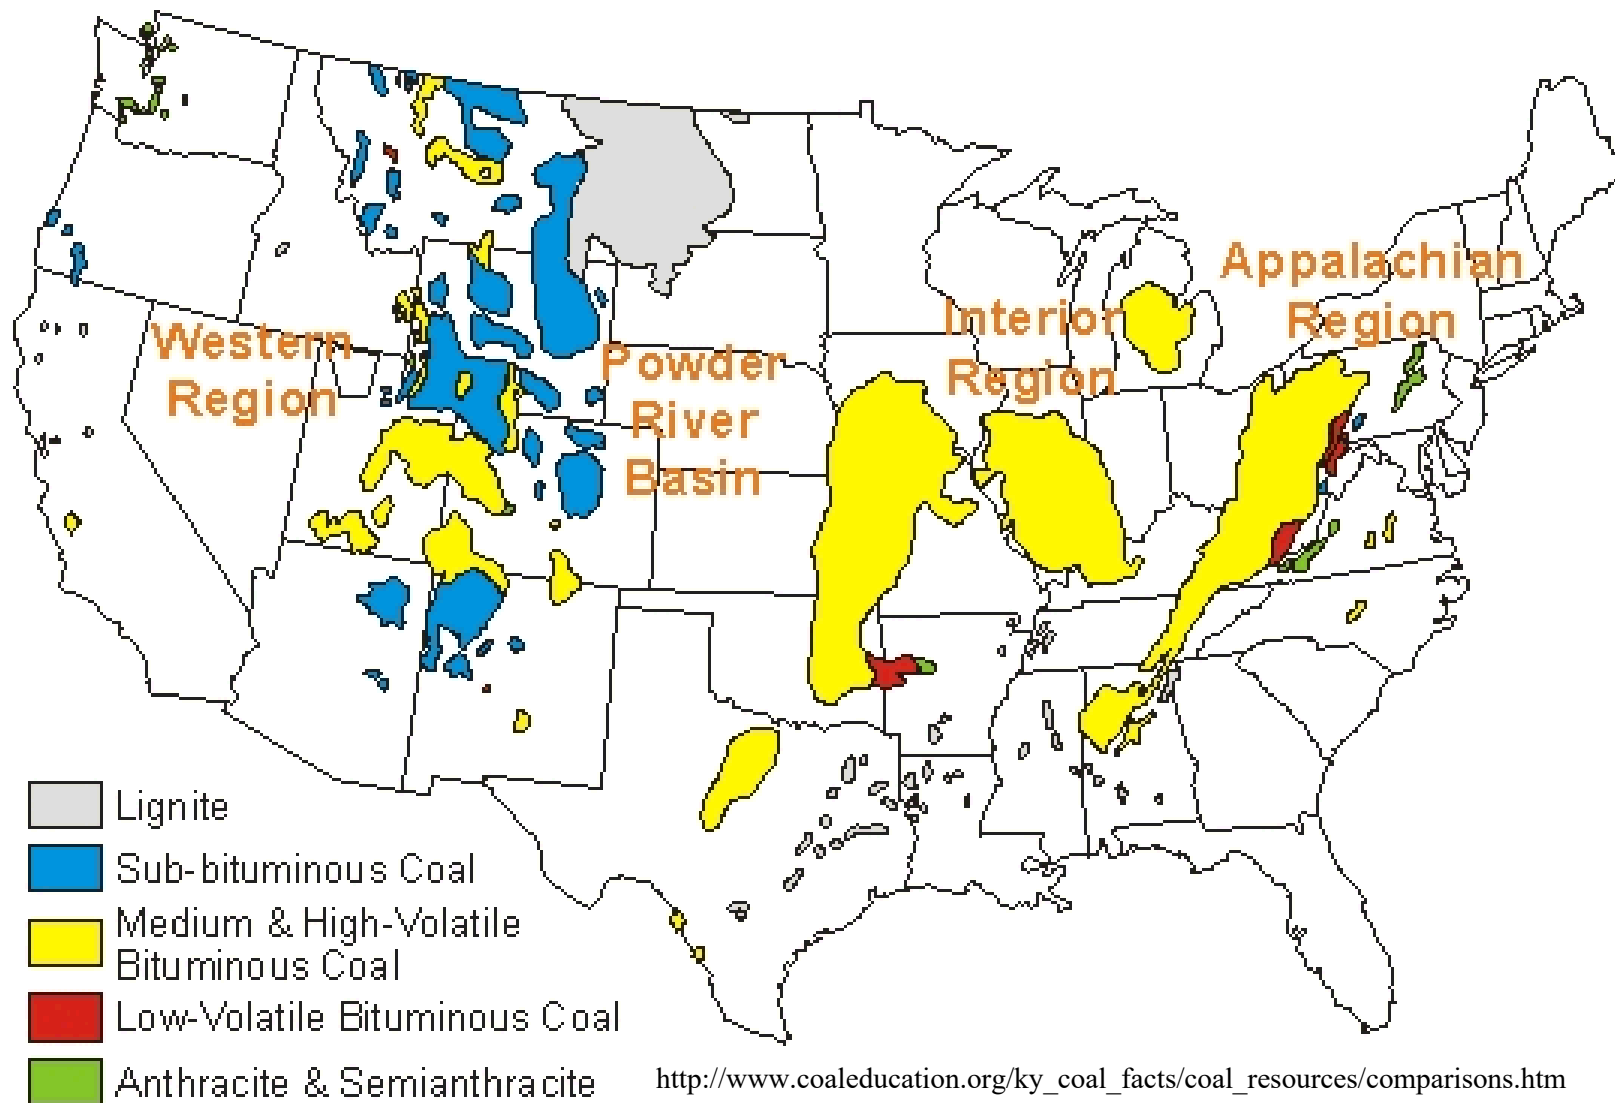 Appalachian
Region
Interior
Region
Western
Region
Powder
River
Basin
Lignite
Sub-bituminous Coal
Medium & High-Volatile
Bituminous Coal
Low-Volatile Bituminous Coal
Anthracite & Semianthracite
http://www.coaleducation.org/ky_coal_facts/coal_resources/comparisons.htm